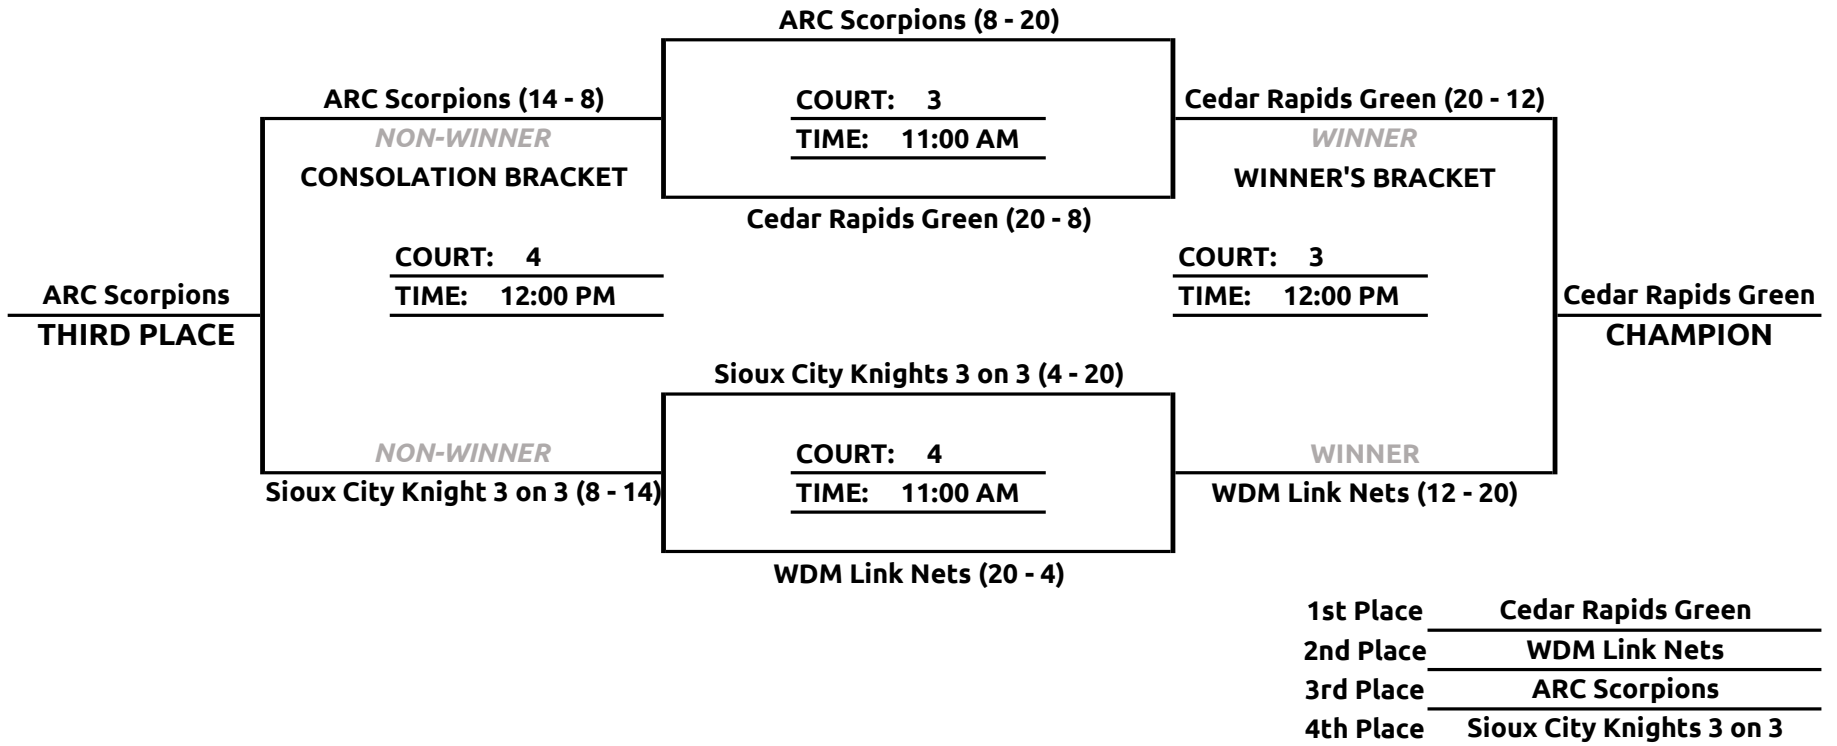 ARC Scorpions (8 - 20)
ARC Scorpions (14 - 8)
COURT: 3
Cedar Rapids Green (20 - 12)
NON-WINNER
TIME: 11:00 AM
WINNER
CONSOLATION BRACKET
WINNER'S BRACKET
Cedar Rapids Green (20 - 8)
COURT: 4
COURT: 3
ARC Scorpions
TIME: 12:00 PM
TIME: 12:00 PM
Cedar Rapids Green
THIRD PLACE
CHAMPION
Sioux City Knights 3 on 3 (4 - 20)
NON-WINNER
COURT: 4
WINNER
Sioux City Knight 3 on 3 (8 - 14)
TIME: 11:00 AM
WDM Link Nets (12 - 20)
WDM Link Nets (20 - 4)
1st Place Cedar Rapids Green
2nd Place WDM Link Nets
3rd Place ARC Scorpions
4th Place Sioux City Knights 3 on 3